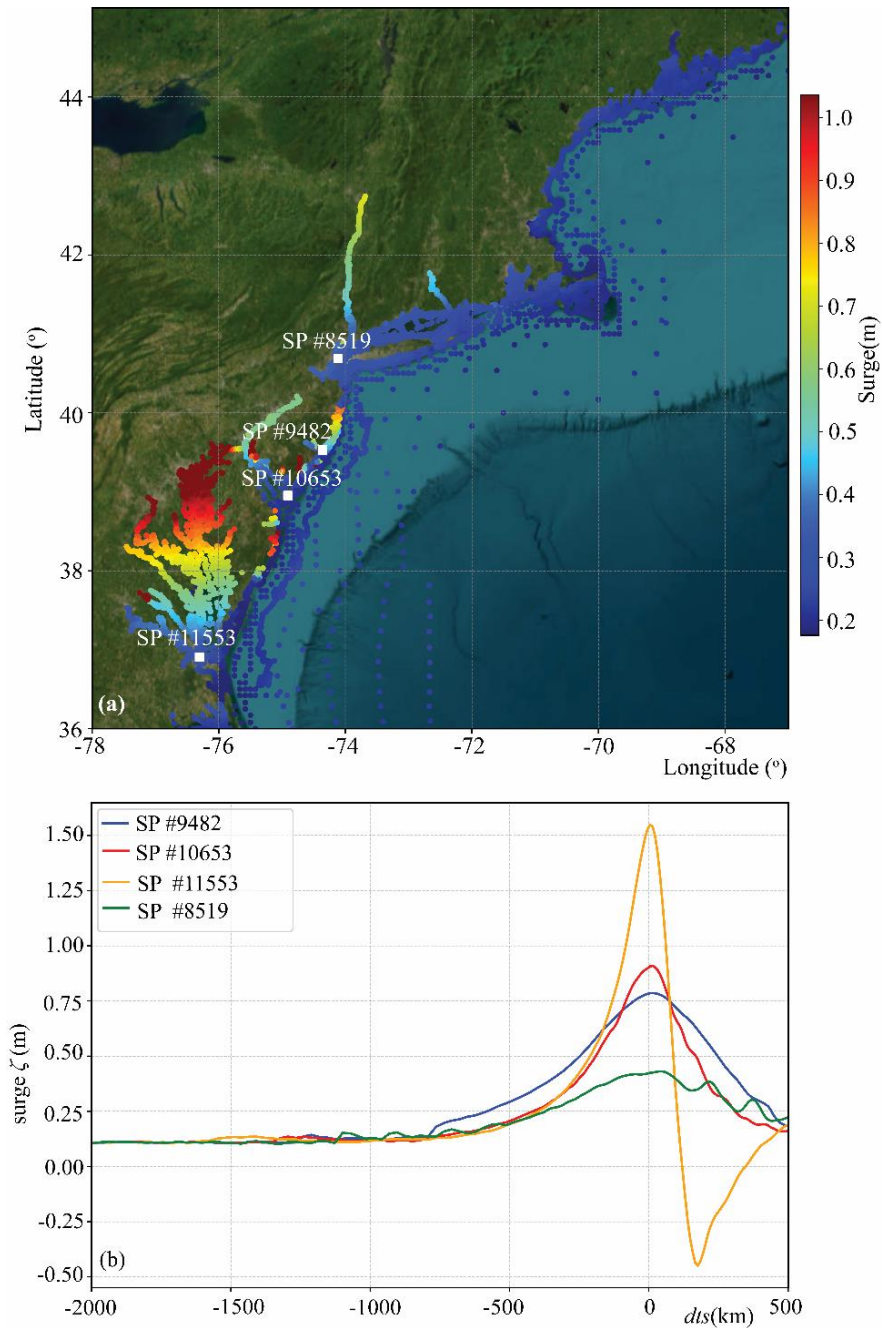 44
42
40
38
36
Latitude (º)
SP #8519
SP #9482
SP #10653
SP #11553
(a)
-78
-76
-74
-72
-70
-68
Longitude (º)
1.0
0.9
0.8
0.7
0.6
0.5
0.4
0.3
0.2
Surge(m)
SP #9482
SP #10653
SP #11553
SP #8519
1.50
1.25
1.00
0.75
0.50
0.25
0.00
-0.25
-0.50
surge ζ (m)
(b)
-2000
-1500
-1000
-500
0
500
dts(km)